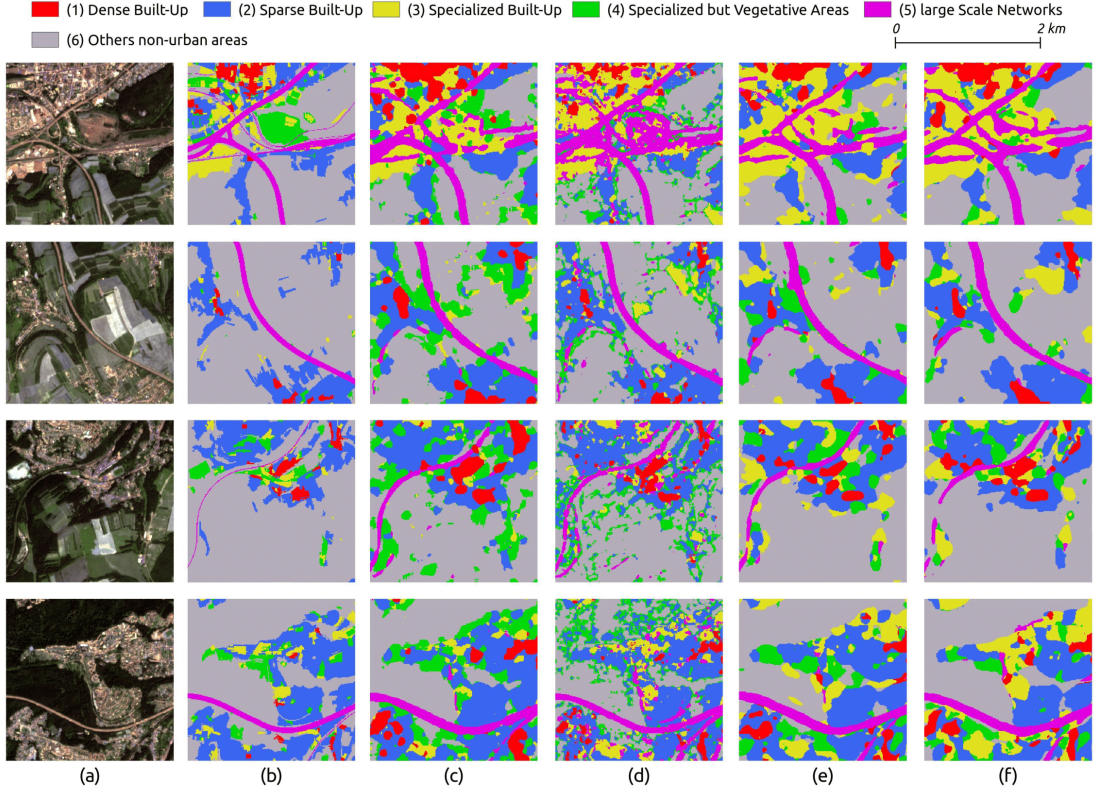 (1) Dense Built-Up (2) Sparse Built-Up (3) Specialized Built-Up (4) Specialized but Vegetative Areas (5) large Scale Networks
(6) Others non-urban areas 0 2 km
(a) (b) (c) (d) (e) (f)